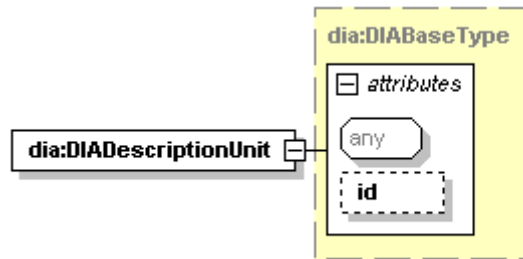 dia:DIABaseType
attributes
dia:DIADescriptionUnit
any
id